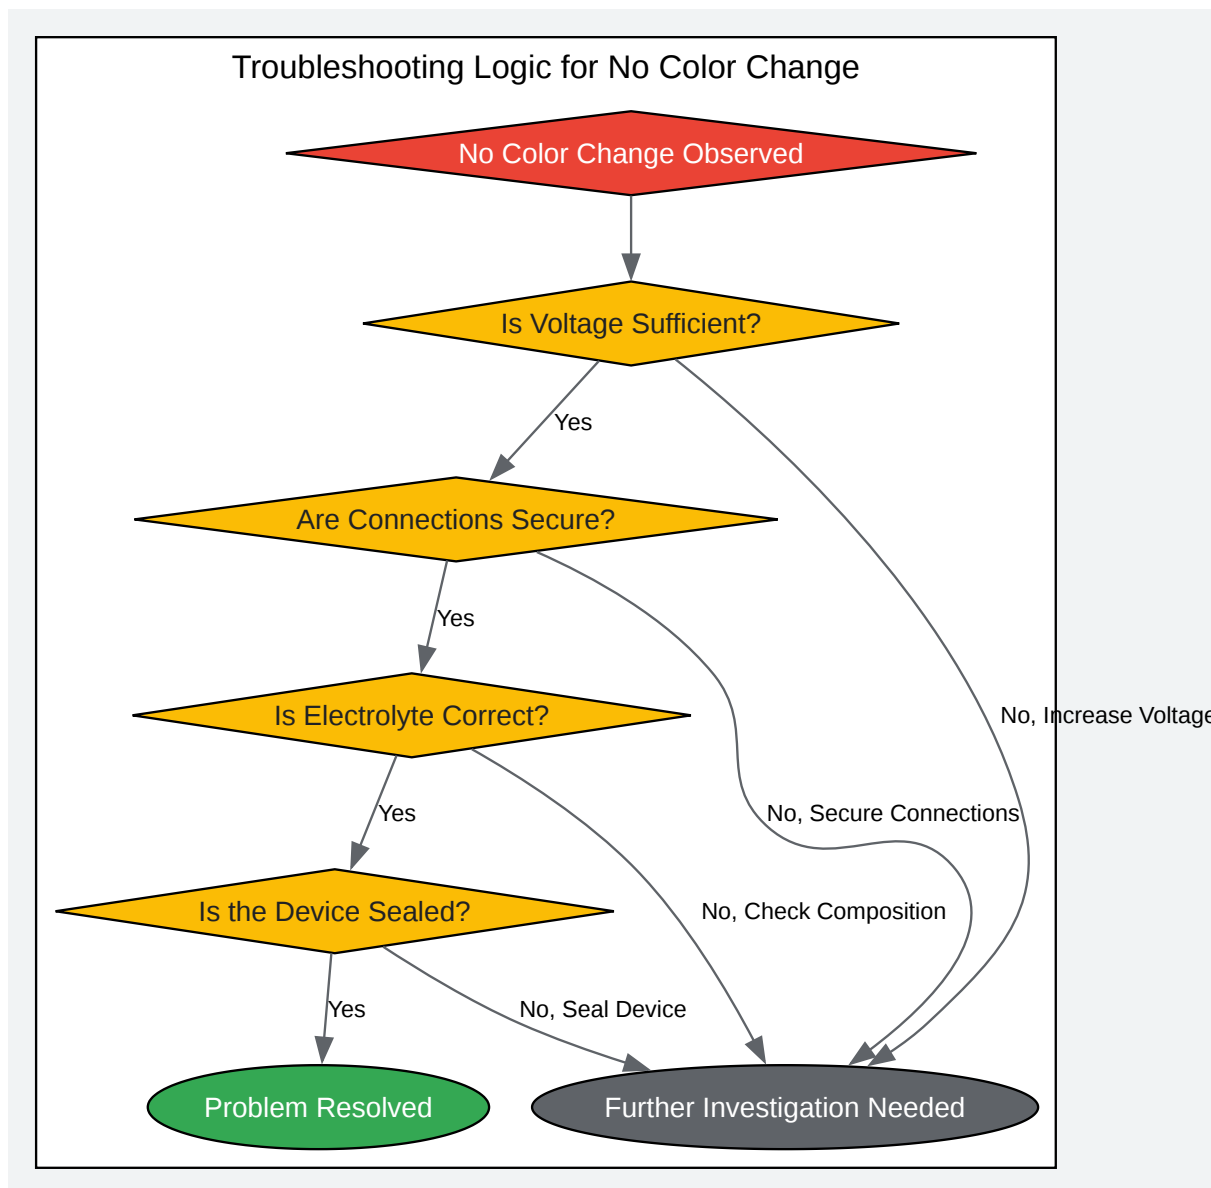 Troubleshooting Logic for No Color Change
No Color Change Observed
Is Voltage Sufficient?
Yes
Are Connections Secure?
Yes
Is Electrolyte Correct?
No, Increase Voltage
Yes
No, Secure Connections
Is the Device Sealed?
No, Check Composition
Yes
No, Seal Device
Problem Resolved
Further Investigation Needed